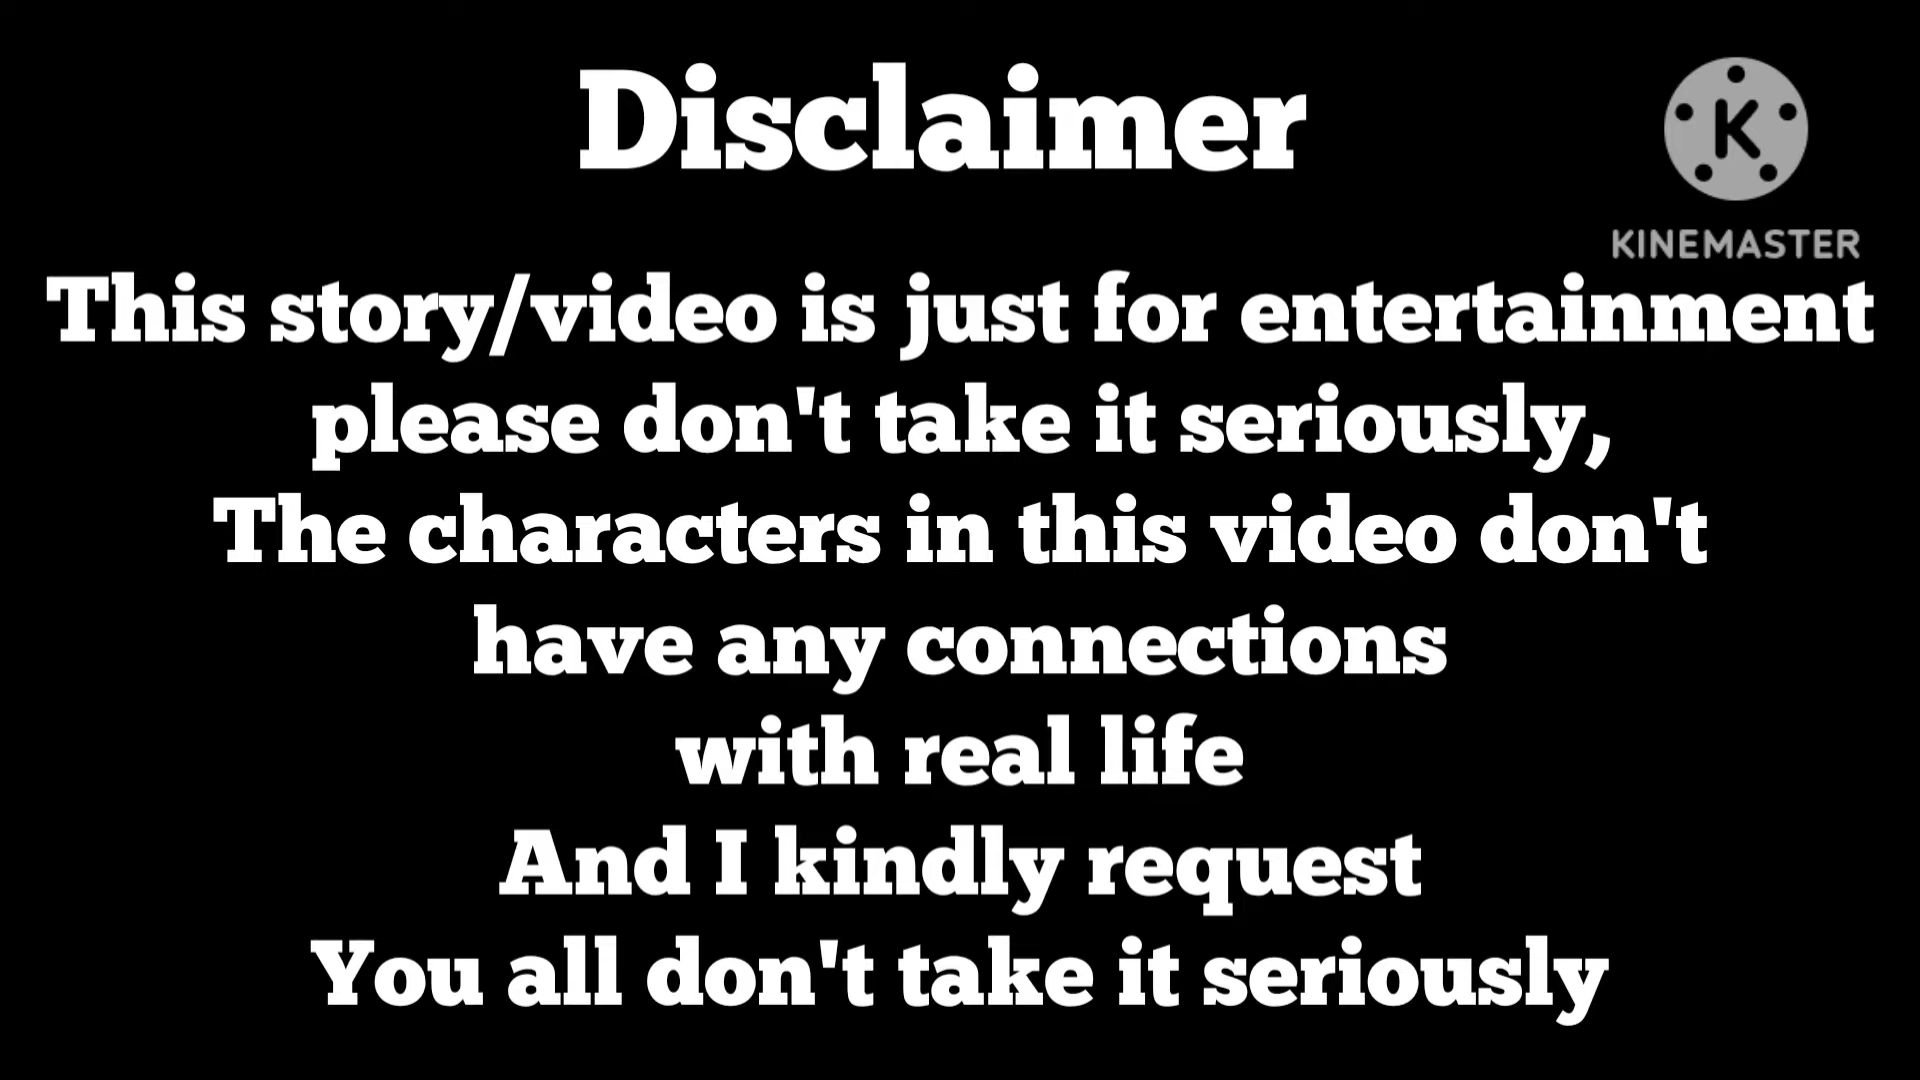 Disclaimer
K
KINEMASTER
This story/video is just for entertainment
please don't take it seriously,
The characters in this video don't
have any connections
with real life
And I kindly request
You all don't take it seriously